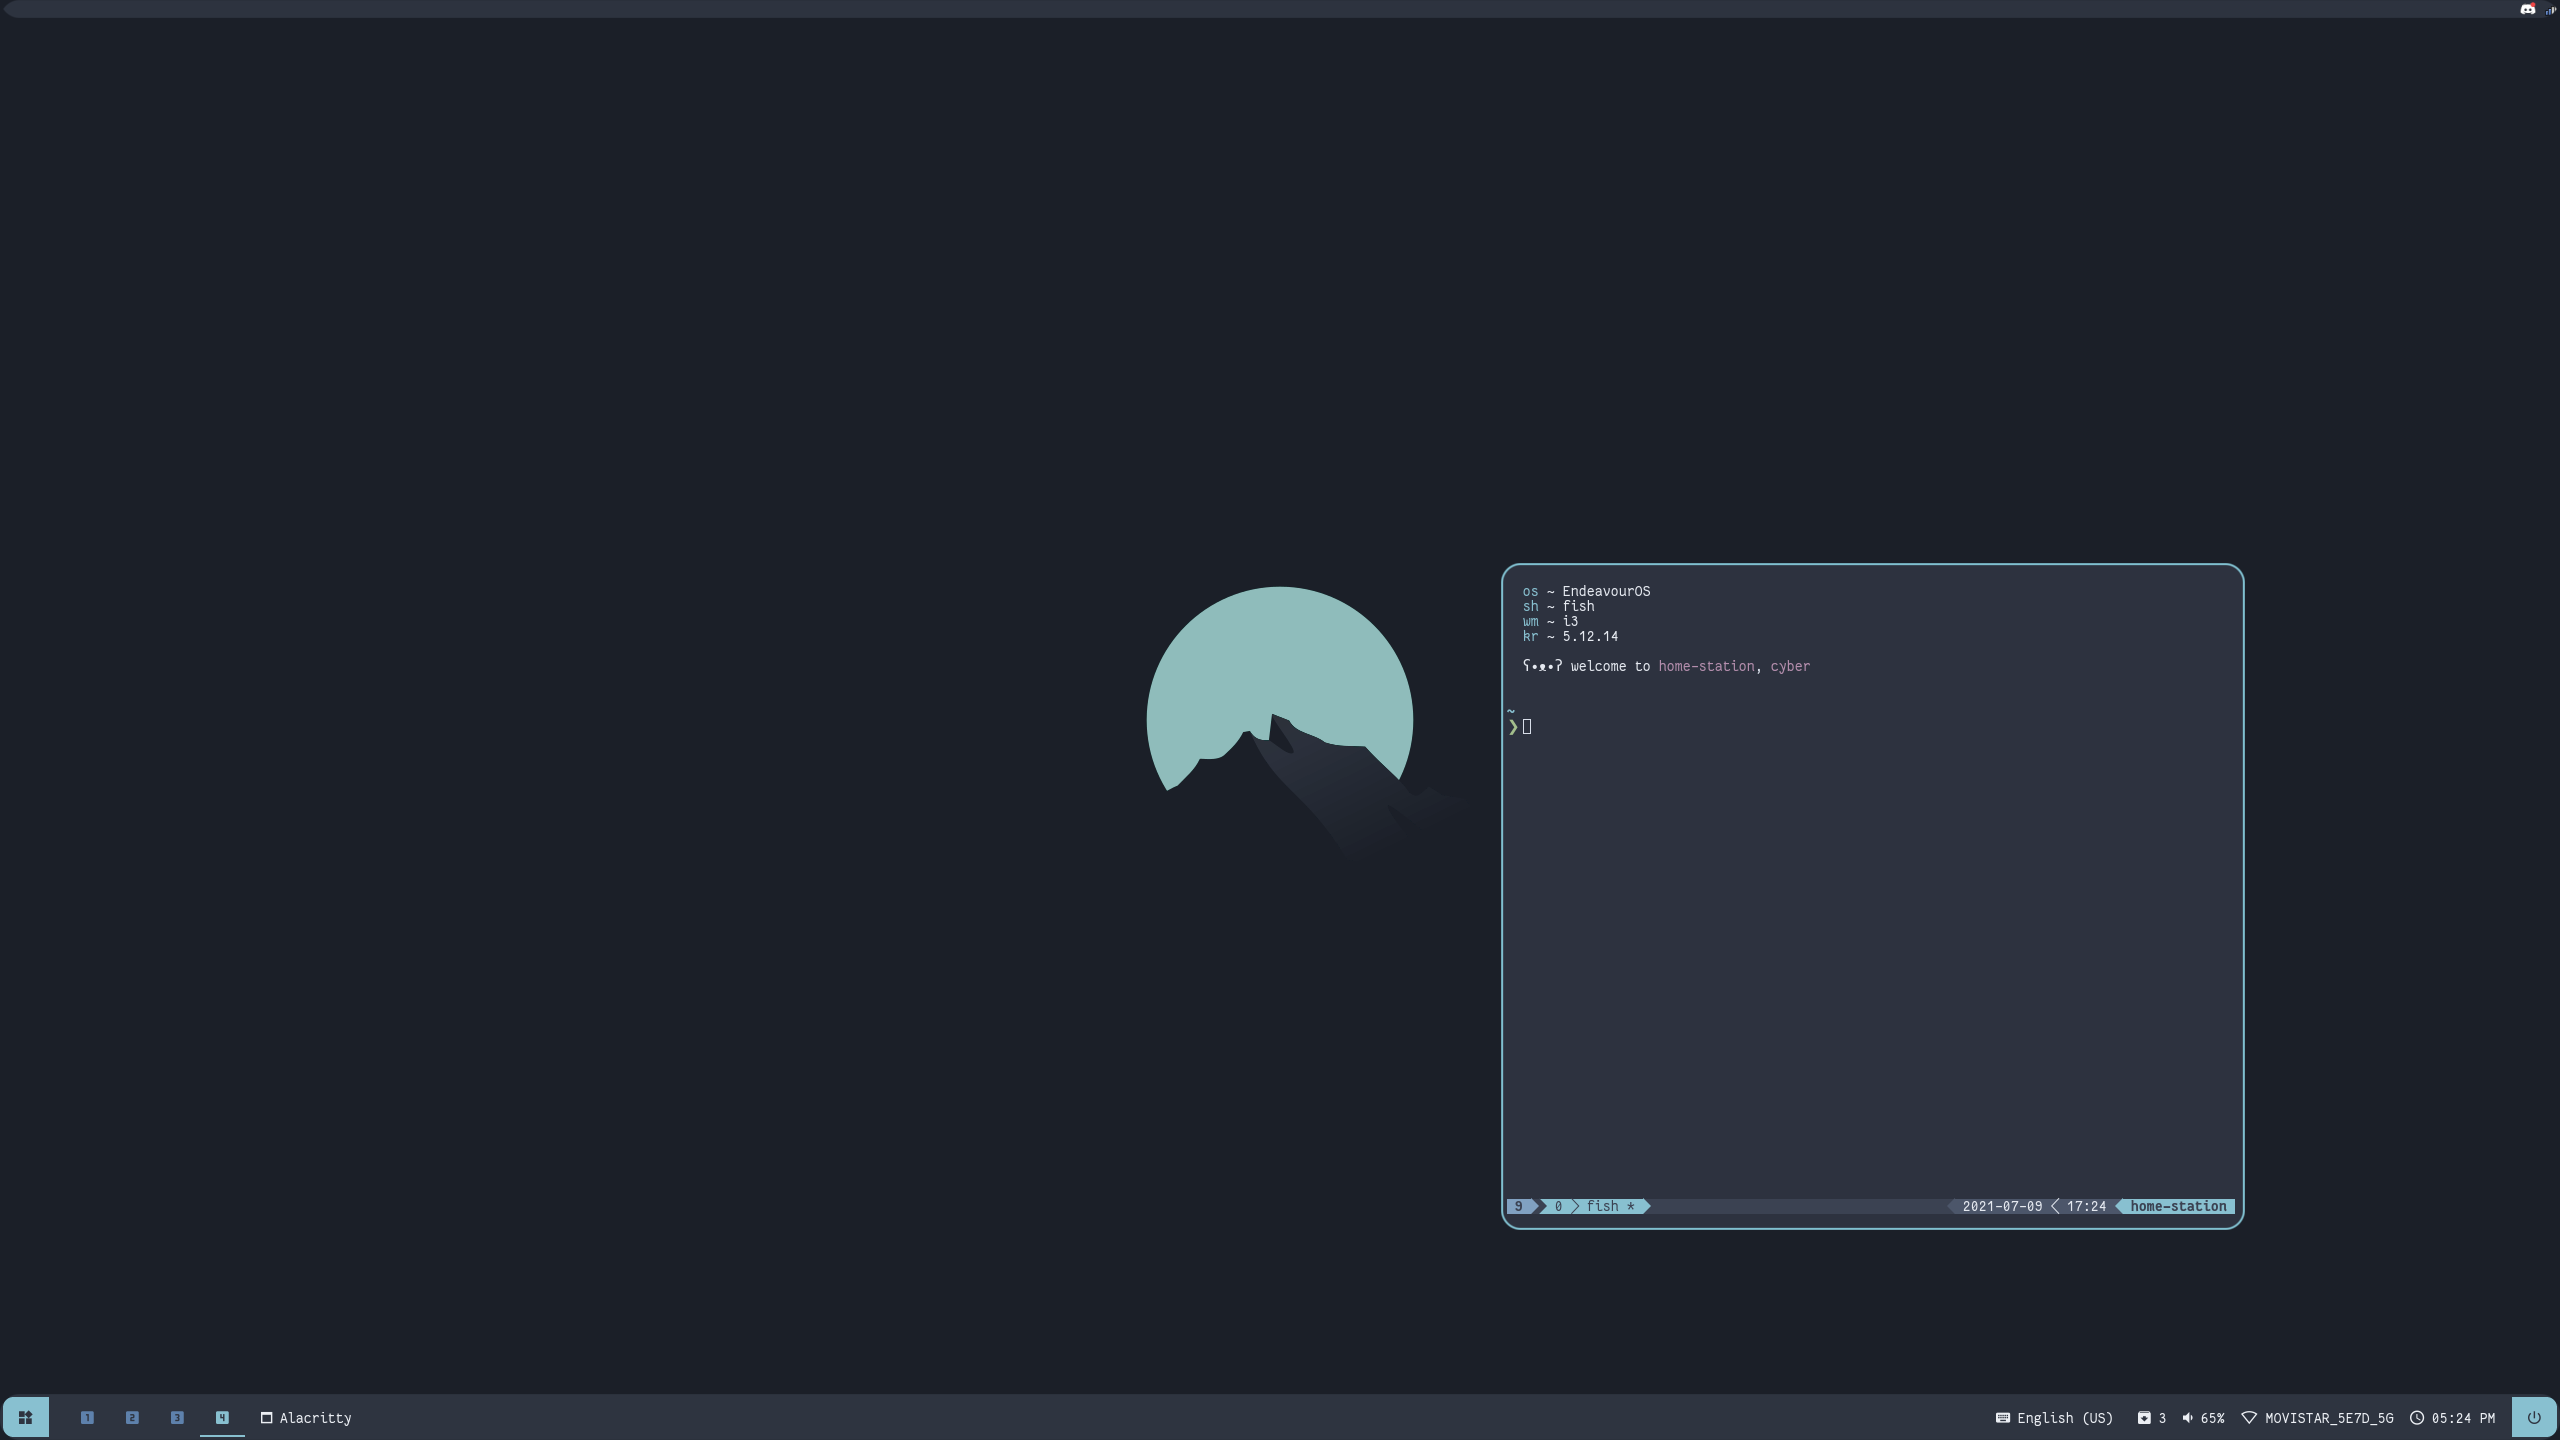 os ~ EndeavourOS
sh ~ fish
wm ~ i3
kr ~ 5.12.14
ʕ•ᴥ•ʔ welcome to home-station, cyber
~
❯
9 0 fish * 2021-07-09 17:24 home-station
1 2 3 4 Alacritty English (US) 3 65% MOVISTAR_5E7D_5G 05:24 PM